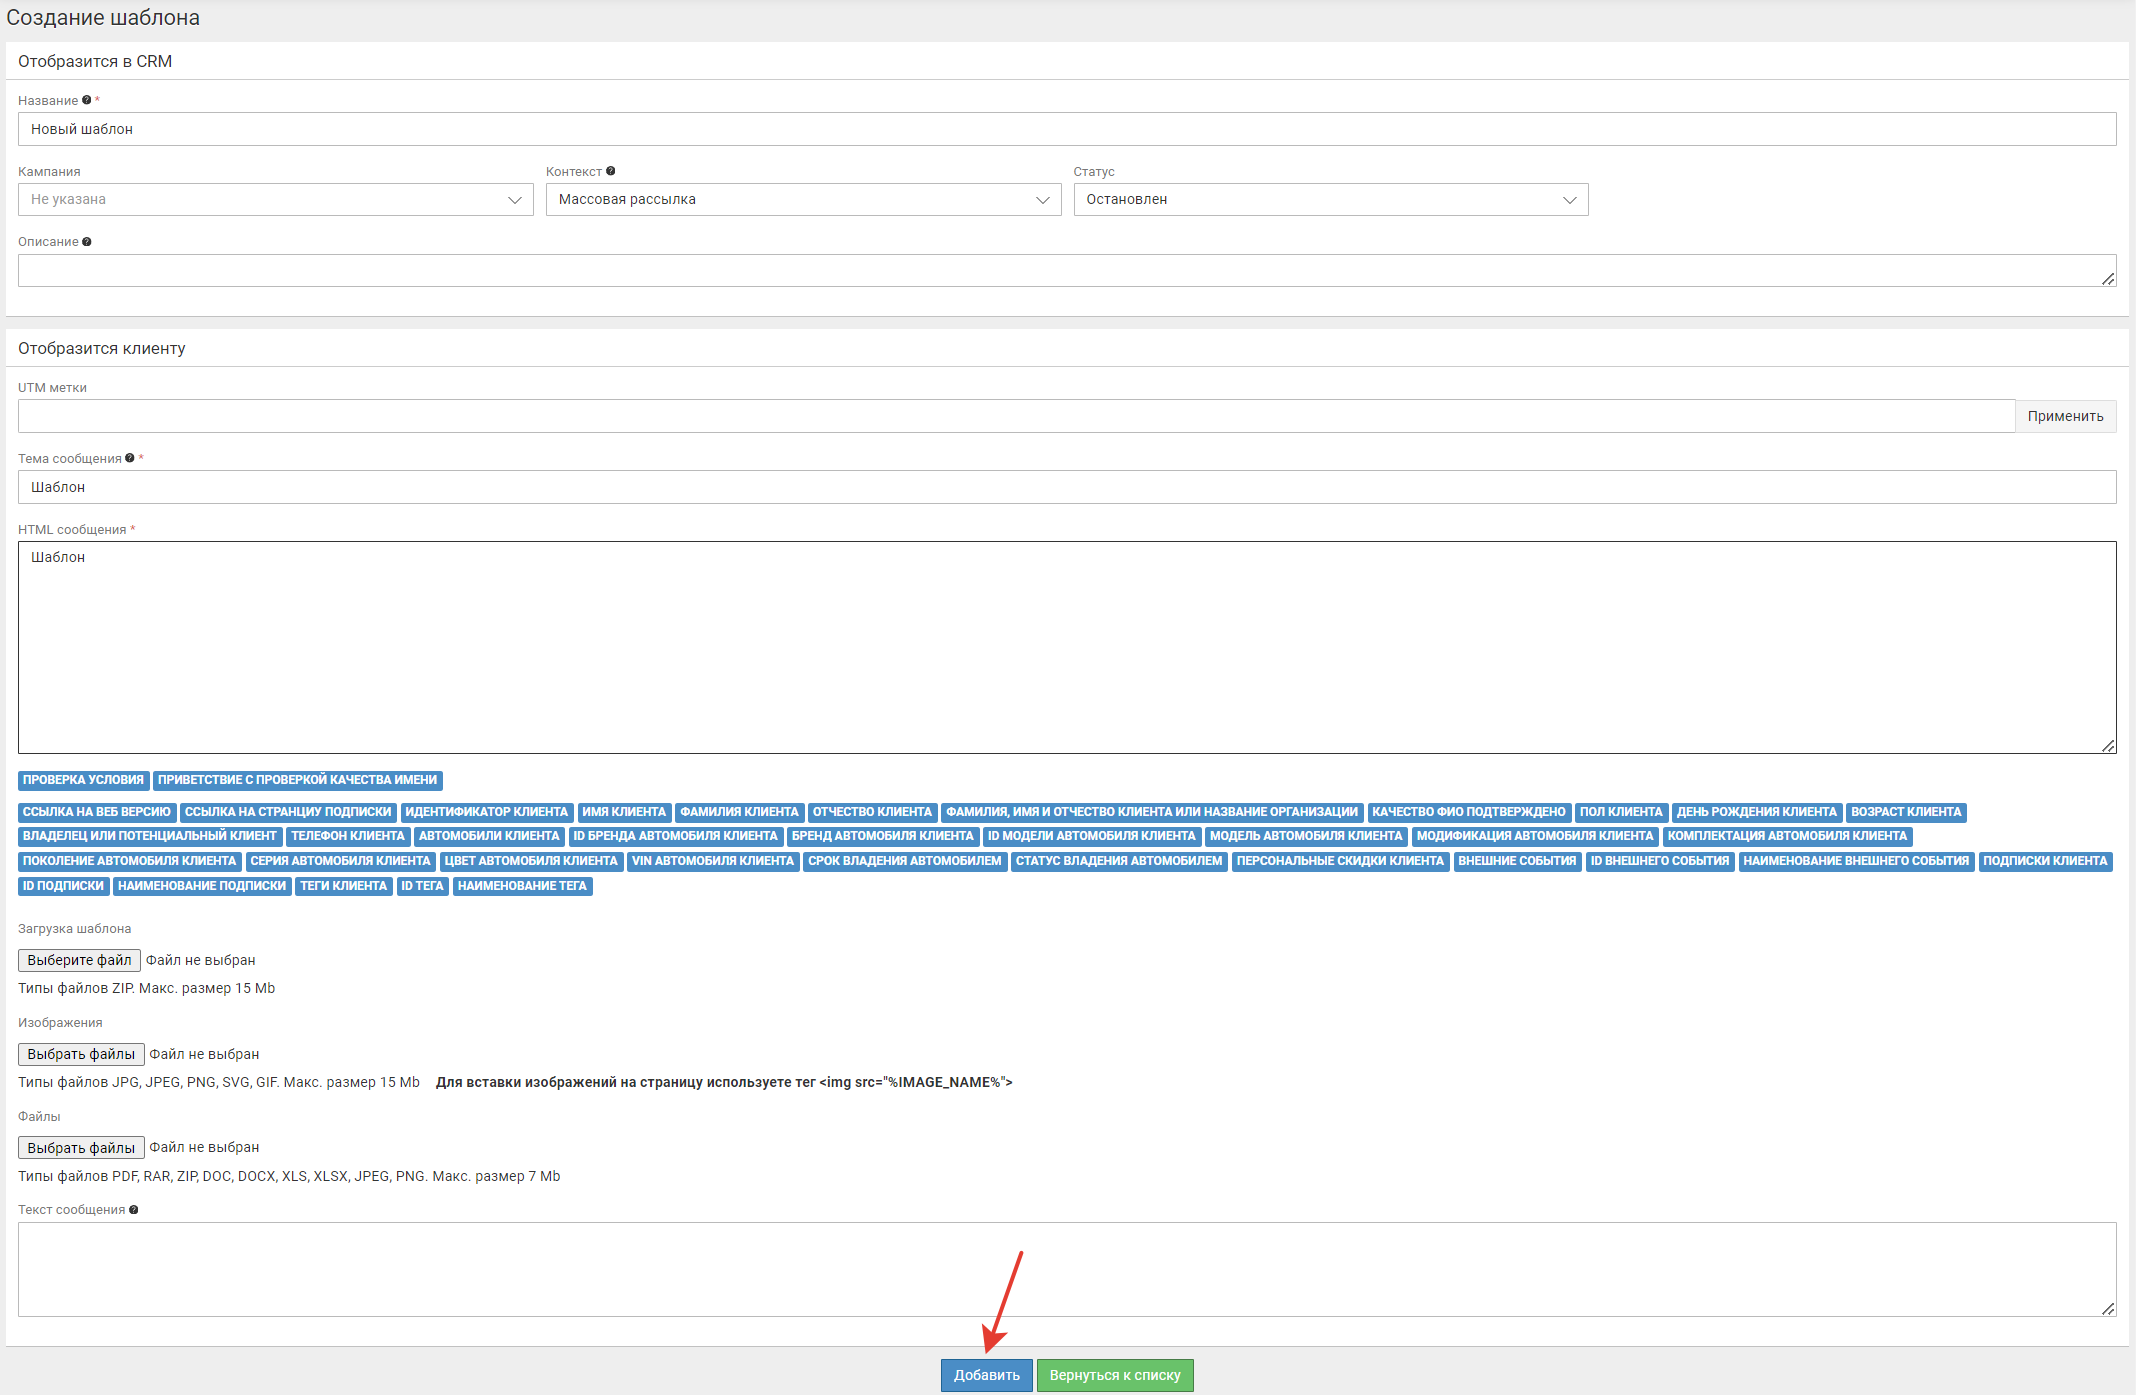 Создание шаблона
Отобразится в CRM
Название *
Новый шаблон
Кампания Контекст Статус
Не указана Массовая рассылка Остановлен
Описание
Отобразится клиенту
UTM метки
Применить
Тема сообщения *
Шаблон
HTML сообщения *
Шаблон
ПРОВЕРКА УСЛОВИЯ ПРИВЕТСТВИЕ С ПРОВЕРКОЙ КАЧЕСТВА ИМЕНИ
ССЫЛКА НА ВЕБ ВЕРСИЮ ССЫЛКА НА СТРАНЦИУ ПОДПИСКИ ИДЕНТИФИКАТОР КЛИЕНТА ИМЯ КЛИЕНТА ФАМИЛИЯ КЛИЕНТА ОТЧЕСТВО КЛИЕНТА ФАМИЛИЯ, ИМЯ И ОТЧЕСТВО КЛИЕНТА ИЛИ НАЗВАНИЕ ОРГАНИЗАЦИИ КАЧЕСТВО ФИО ПОДТВЕРЖДЕНО ПОЛ КЛИЕНТА ДЕНЬ РОЖДЕНИЯ КЛИЕНТА ВОЗРАСТ КЛИЕНТА
ВЛАДЕЛЕЦ ИЛИ ПОТЕНЦИАЛЬНЫЙ КЛИЕНТ ТЕЛЕФОН КЛИЕНТА АВТОМОБИЛИ КЛИЕНТА ID БРЕНДА АВТОМОБИЛЯ КЛИЕНТА БРЕНД АВТОМОБИЛЯ КЛИЕНТА ID МОДЕЛИ АВТОМОБИЛЯ КЛИЕНТА МОДЕЛЬ АВТОМОБИЛЯ КЛИЕНТА МОДИФИКАЦИЯ АВТОМОБИЛЯ КЛИЕНТА КОМПЛЕКТАЦИЯ АВТОМОБИЛЯ КЛИЕНТА
ПОКОЛЕНИЕ АВТОМОБИЛЯ КЛИЕНТА СЕРИЯ АВТОМОБИЛЯ КЛИЕНТА ЦВЕТ АВТОМОБИЛЯ КЛИЕНТА VIN АВТОМОБИЛЯ КЛИЕНТА СРОК ВЛАДЕНИЯ АВТОМОБИЛЕМ СТАТУС ВЛАДЕНИЯ АВТОМОБИЛЕМ ПЕРСОНАЛЬНЫЕ СКИДКИ КЛИЕНТА ВНЕШНИЕ СОБЫТИЯ ID ВНЕШНЕГО СОБЫТИЯ НАИМЕНОВАНИЕ ВНЕШНЕГО СОБЫТИЯ ПОДПИСКИ КЛИЕНТА
ID ПОДПИСКИ НАИМЕНОВАНИЕ ПОДПИСКИ ТЕГИ КЛИЕНТА ID ТЕГА НАИМЕНОВАНИЕ ТЕГА
Загрузка шаблона
Выберите файл Файл не выбран
Типы файлов ZIP. Макс. размер 15 Mb
Изображения
Выбрать файлы Файл не выбран
Типы файлов JPG, JPEG, PNG, SVG, GIF. Макс. размер 15 Mb Для вставки изображений на страницу используете тег <img src="%IMAGE_NAME%">
Файлы
Выбрать файлы Файл не выбран
Типы файлов PDF, RAR, ZIP, DOC, DOCX, XLS, XLSX, JPEG, PNG. Макс. размер 7 Mb
Текст сообщения
Добавить Вернуться к списку